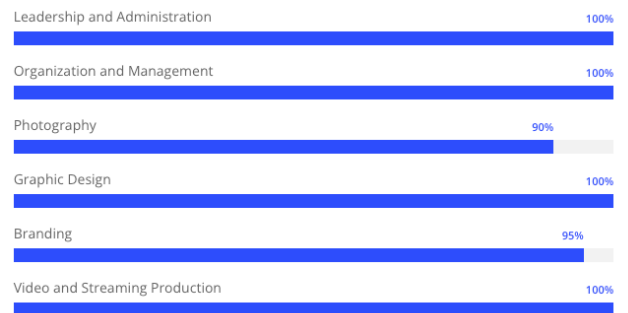 Leadership and Administration 100%
Organization and Management 100%
Photography 90%
Graphic Design 100%
Branding 95%
Video and Streaming Production 100%